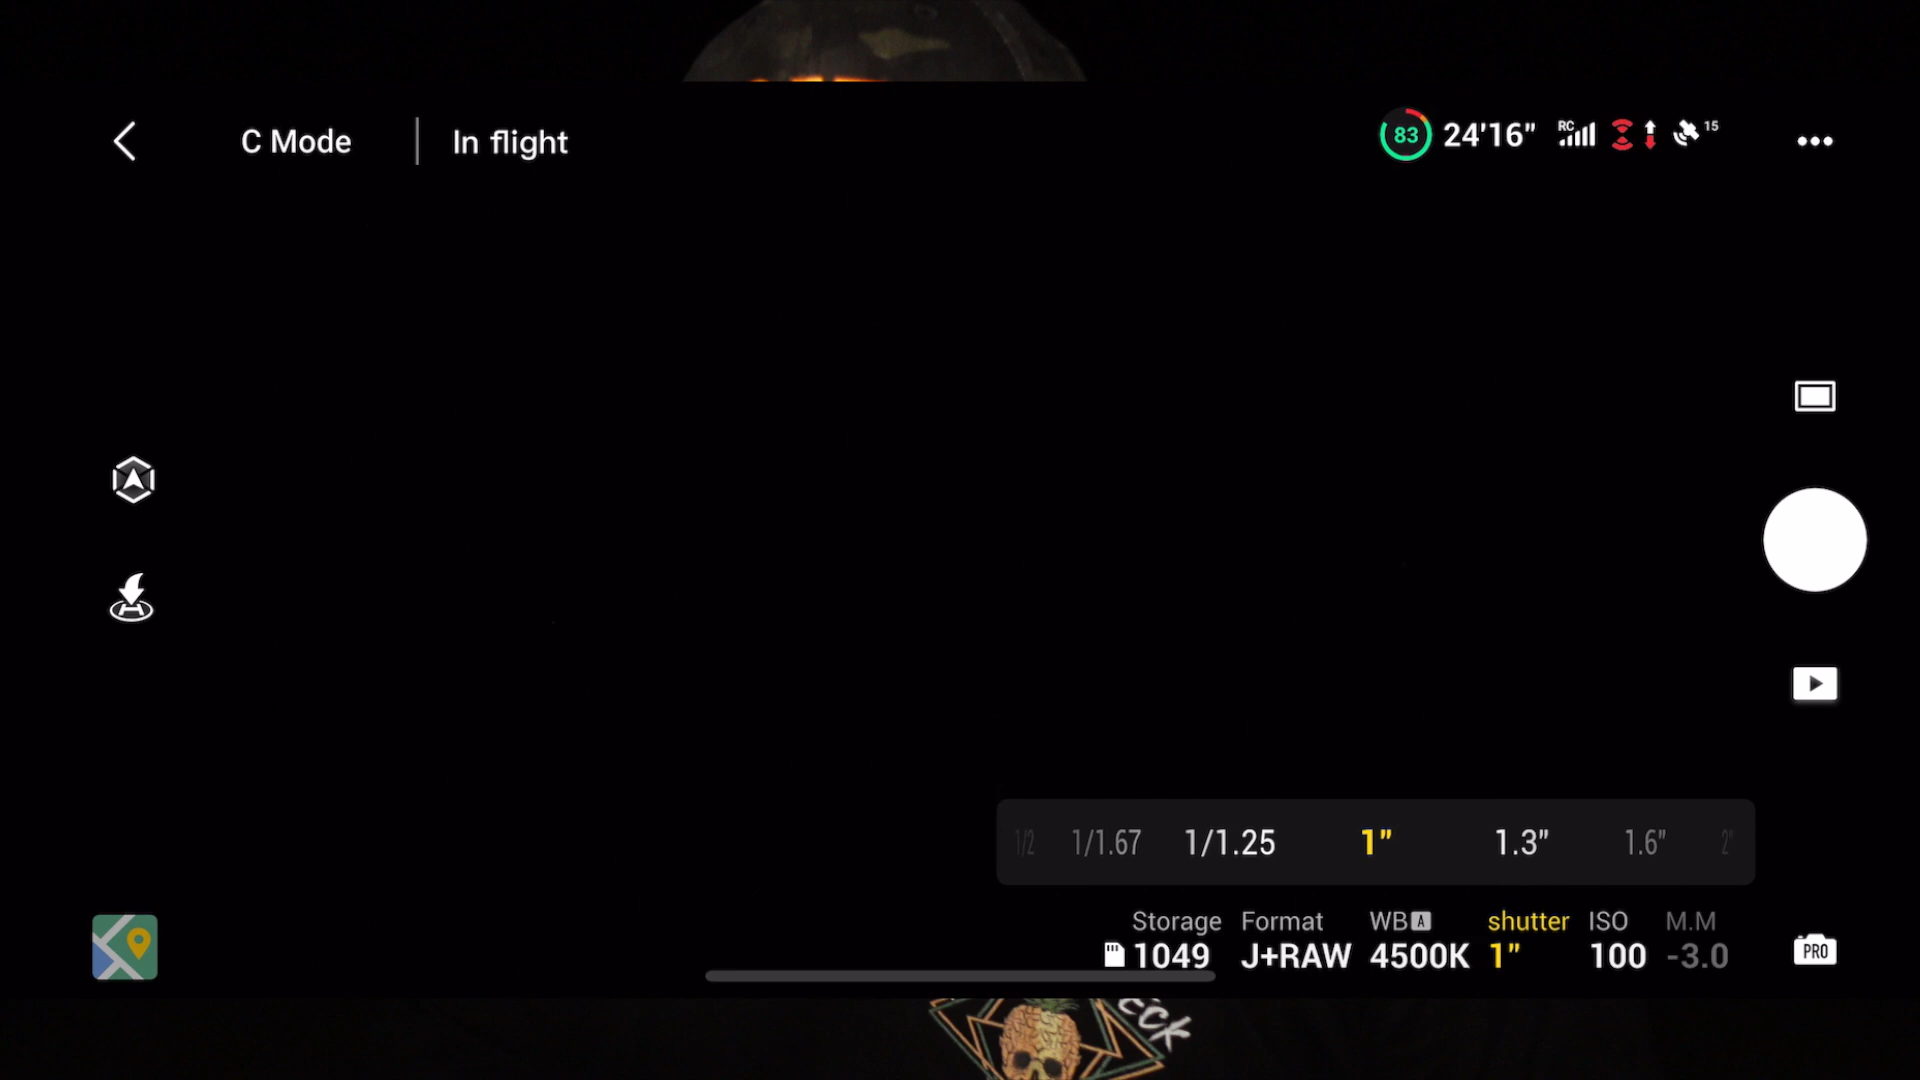 C Mode
In flight
83
24'16"
RC
15
1/2 1/1.67 1/1.25 1" 1.3" 1.6" 2"
Storage Format WB A shutter ISO M.M
1049 J+RAW 4500K 1" 100 -3.0
PRO
eck